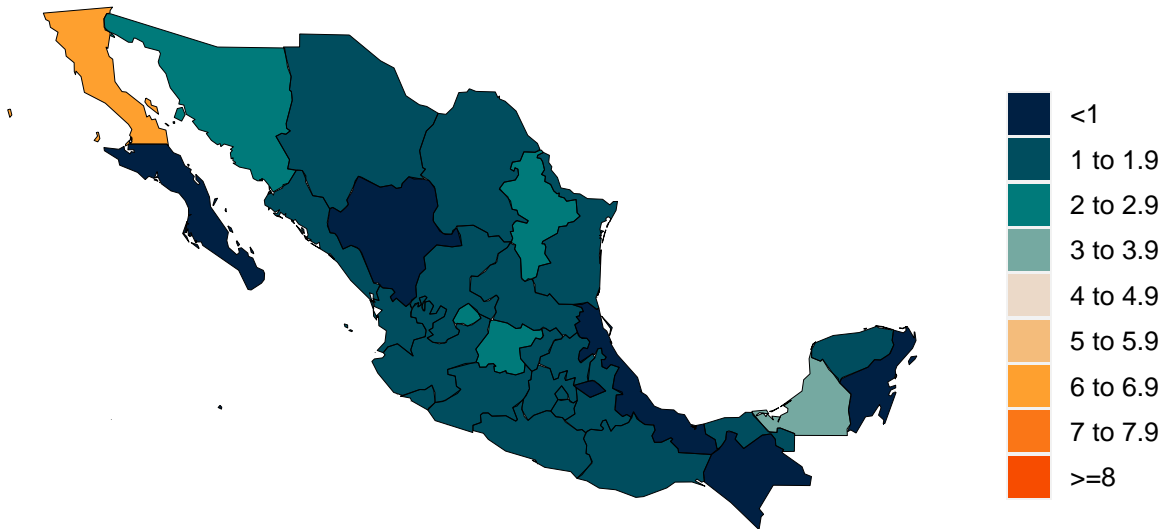 <1
1 to 1.9
2 to 2.9
3 to 3.9
4 to 4.9
5 to 5.9
6 to 6.9
7 to 7.9
>=8